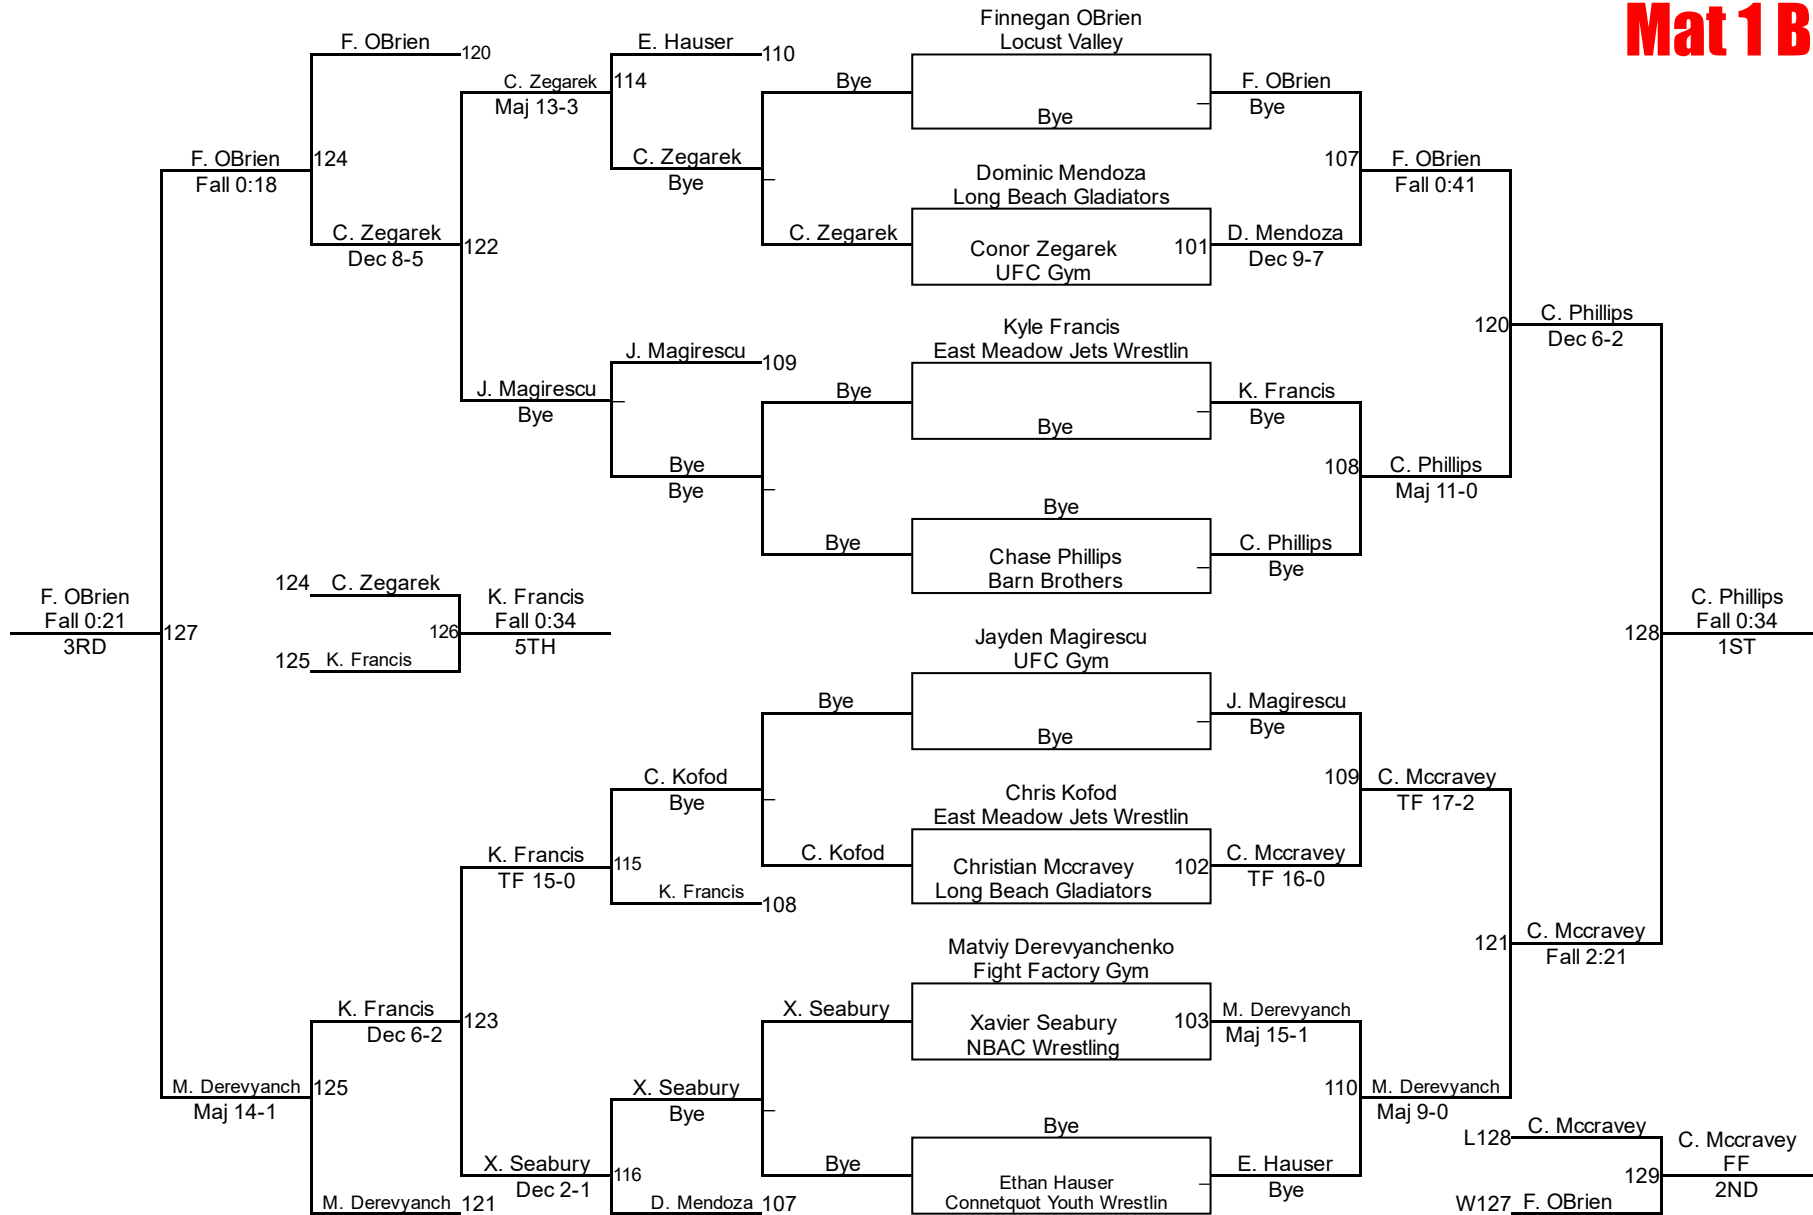 Mat 1 B
Finnegan OBrien
Locust Valley
F. OBrien
120
E. Hauser
110
C. Zegarek
114
Maj 13-3
Bye
Bye
F. OBrien
Bye
F. OBrien
124
Fall 0:18
C. Zegarek
Bye
107
F. OBrien
Fall 0:41
Dominic Mendoza
Long Beach Gladiators
C. Zegarek
122
Dec 8-5
C. Zegarek
Conor Zegarek
101
UFC Gym
D. Mendoza
Dec 9-7
Kyle Francis
East Meadow Jets Wrestlin
120
C. Phillips
Dec 6-2
J. Magirescu
109
J. Magirescu
Bye
Bye
Bye
K. Francis
Bye
Bye
Bye
108
C. Phillips
Maj 11-0
Bye
Bye
Chase Phillips
Barn Brothers
C. Phillips
Bye
124
C. Zegarek
K. Francis
Fall 0:34
126
5TH
125
K. Francis
F. OBrien
Fall 0:21
127
3RD
C. Phillips
Fall 0:34
128
1ST
Jayden Magirescu
UFC Gym
Bye
Bye
J. Magirescu
Bye
C. Kofod
Bye
109
C. Mccravey
TF 17-2
Chris Kofod
East Meadow Jets Wrestlin
K. Francis
115
TF 15-0
C. Kofod
Christian Mccravey
102
Long Beach Gladiators
C. Mccravey
TF 16-0
K. Francis
108
121
C. Mccravey
Fall 2:21
Matviy Derevyanchenko
Fight Factory Gym
K. Francis
123
Dec 6-2
X. Seabury
Xavier Seabury
103
NBAC Wrestling
M. Derevyanch
Maj 15-1
M. Derevyanch
125
Maj 14-1
X. Seabury
Bye
110
M. Derevyanch
Maj 9-0
Bye
X. Seabury
116
Dec 2-1
Bye
Ethan Hauser
Connetquot Youth Wrestlin
E. Hauser
Bye
M. Derevyanch
121
D. Mendoza
107
L128
C. Mccravey
C. Mccravey
FF
129
2ND
W127
F. OBrien